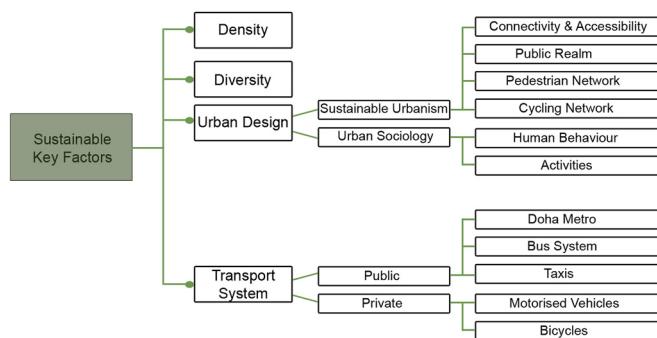 Sustainable
Key Factors
Density
Diversity
Urban Design
Sustainable Urbanism
Urban Sociology
Connectivity & Accessibility
Public Realm
Pedestrian Network
Cycling Network
Human Behaviour
Activities
Transport
System
Public
Private
Doha Metro
Bus System
Taxis
Motorised Vehicles
Bicycles